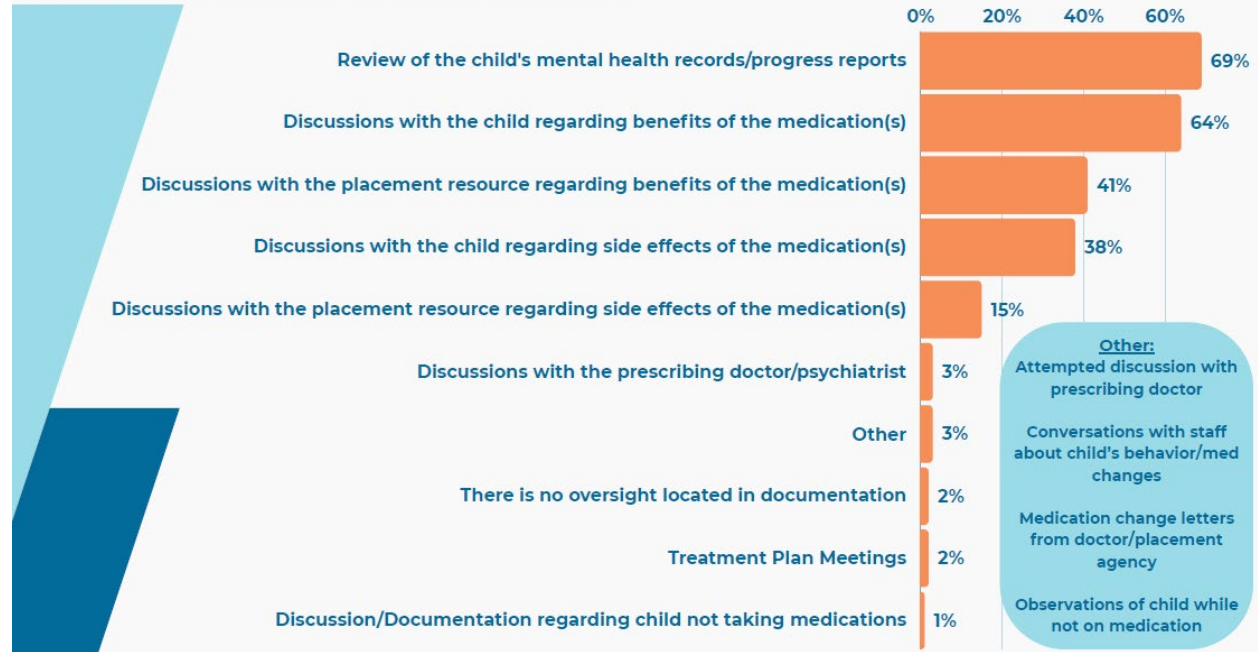 0% 20% 40% 60%
Review of the child's mental health records/progress reports 69%
Discussions with the child regarding benefits of the medication(s) 64%
Discussions with the placement resource regarding benefits of the medication(s) 41%
Discussions with the child regarding side effects of the medication(s) 38%
Discussions with the placement resource regarding side effects of the medication(s) 15%
Discussions with the prescribing doctor/psychiatrist 3%
Other 3%
There is no oversight located in documentation 2%
Treatment Plan Meetings 2%
Discussion/Documentation regarding child not taking medications 1%
Other:
Attempted discussion with
prescribing doctor
Conversations with staff
about child's behavior/med
changes
Medication change letters
from doctor/placement
agency
Observations of child while
not on medication